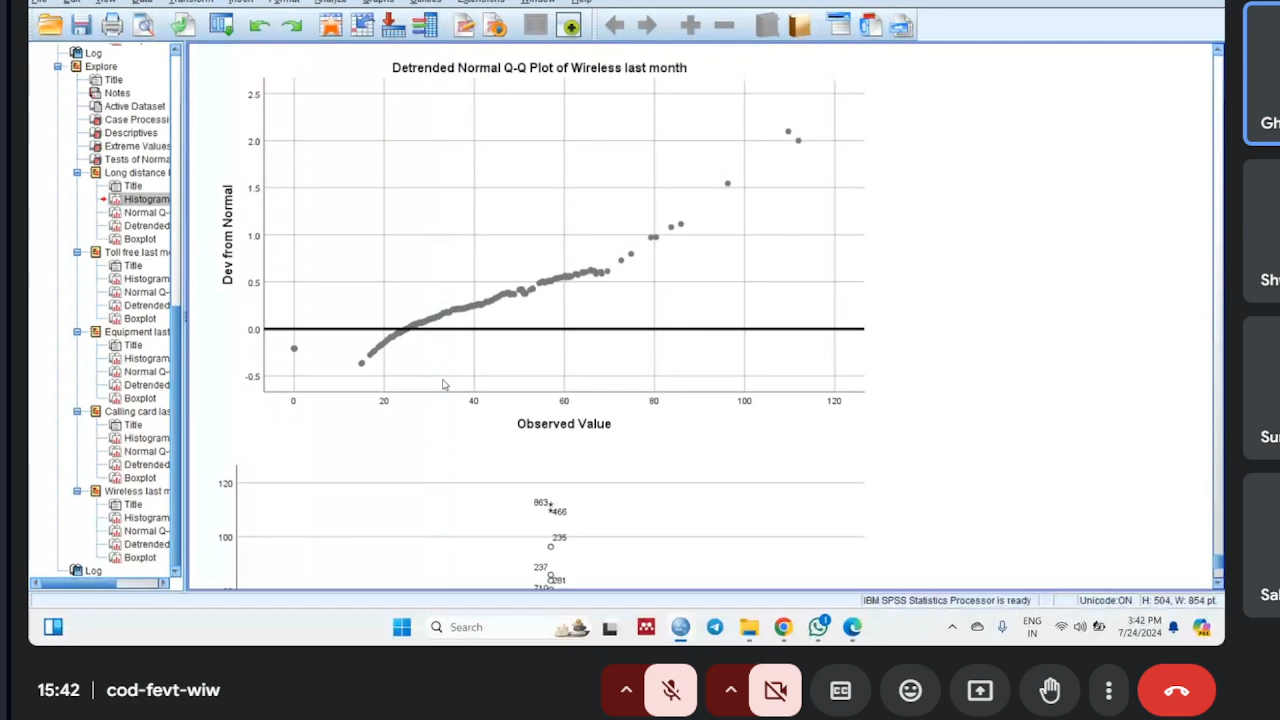 Log
Explore
Title
Notes
Active Dataset
Case Processi
Descriptives
Extreme Values
Tests of Norma
Long distance
Title
Histogram
Normal Q-
Detrended
Boxplot
Toll free last m
Title
Histogram
Normal Q-
Detrended
Boxplot
Equipment last
Title
Histogram
Normal Q-
Detrended
Boxplot
Calling card las
Title
Histogram
Normal Q-
Detrended
Boxplot
Wireless last m
Title
Histogram
Normal Q-
Detrended
Boxplot
Log
Detrended Normal Q-Q Plot of Wireless last month
2.5
2.0
1.5
1.0
0.5
0.0
-0.5
Dev from Normal
0 20 40 60 80 100 120
Observed Value
120
100
863
466
235
237
281
IBM SPSS Statistics Processor is ready
Unicode:ON
H: 504, W: 854 pt.
Search
ENG
IN
3:42 PM
7/24/2024
Gh
Sh
Su
Sa
15:42 | cod-fevt-wiw